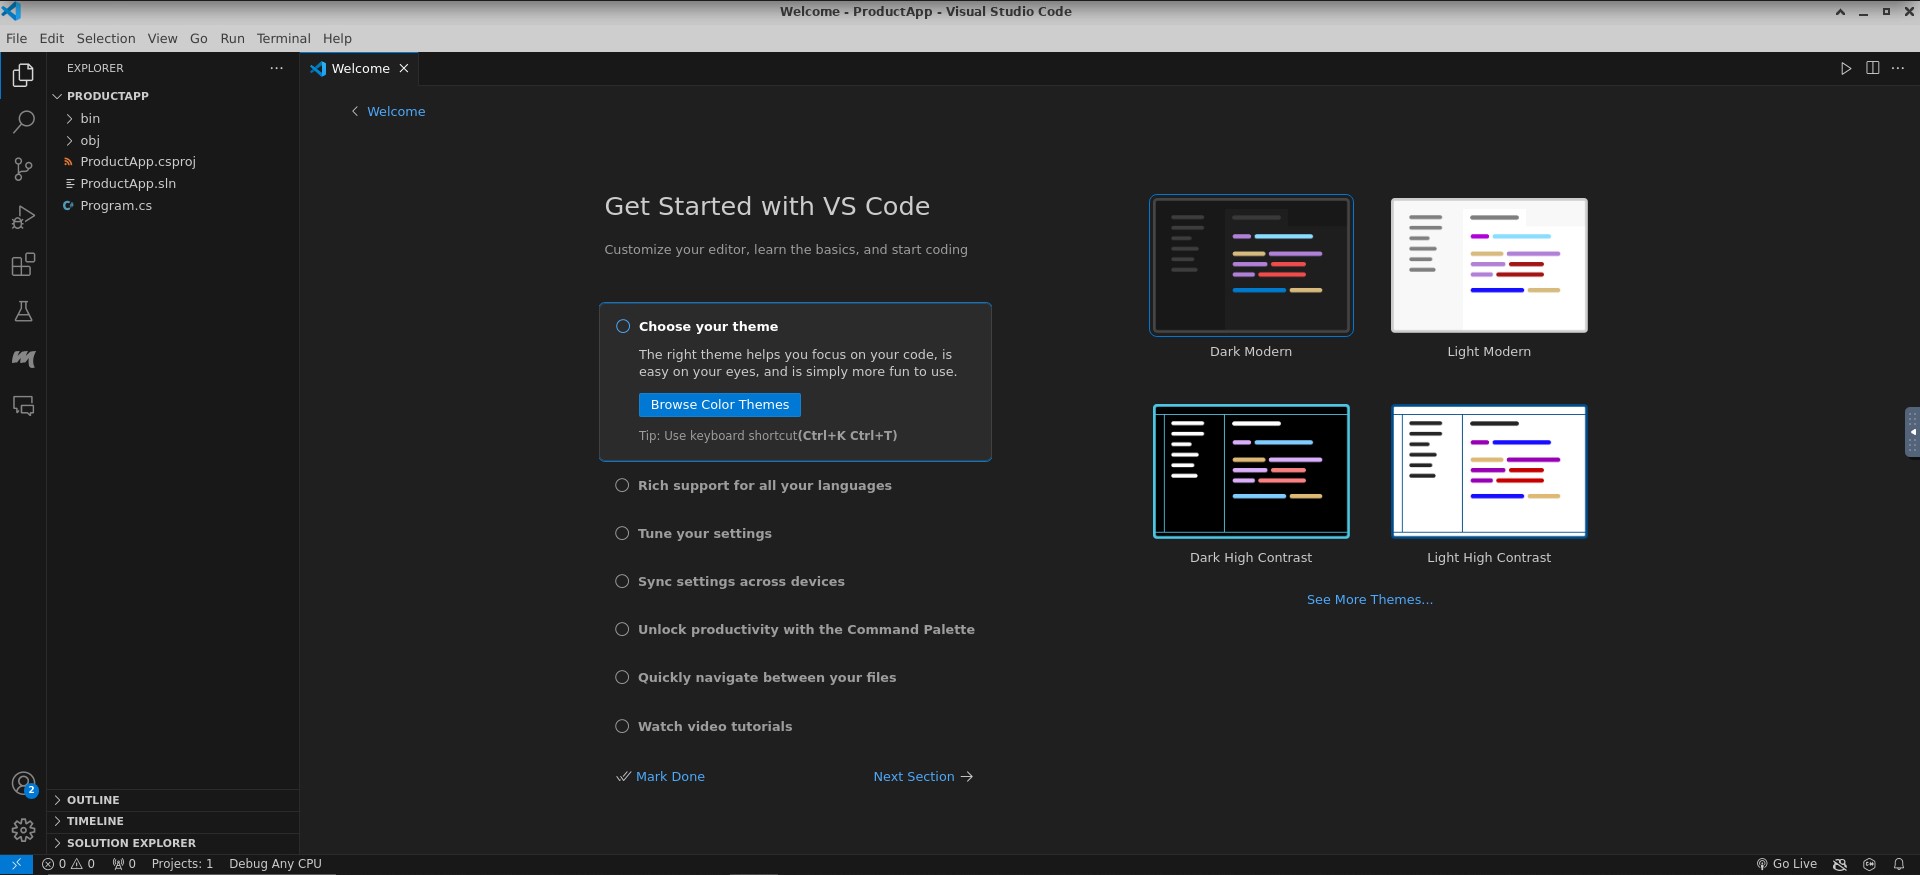 Welcome - ProductApp - Visual Studio Code
File Edit Selection View Go Run Terminal Help
EXPLORER
PRODUCTAPP
bin
obj
ProductApp.csproj
ProductApp.sln
Program.cs
OUTLINE
TIMELINE
SOLUTION EXPLORER
Welcome
Welcome
Get Started with VS Code
Customize your editor, learn the basics, and start coding
Choose your theme
The right theme helps you focus on your code, is
easy on your eyes, and is simply more fun to use.
Browse Color Themes
Tip: Use keyboard shortcut(Ctrl+K Ctrl+T)
Rich support for all your languages
Tune your settings
Sync settings across devices
Unlock productivity with the Command Palette
Quickly navigate between your files
Watch video tutorials
Mark Done
Next Section
Dark Modern
Light Modern
Dark High Contrast
Light High Contrast
See More Themes...
2
0 0 0 Projects: 1 Debug Any CPU
Go Live